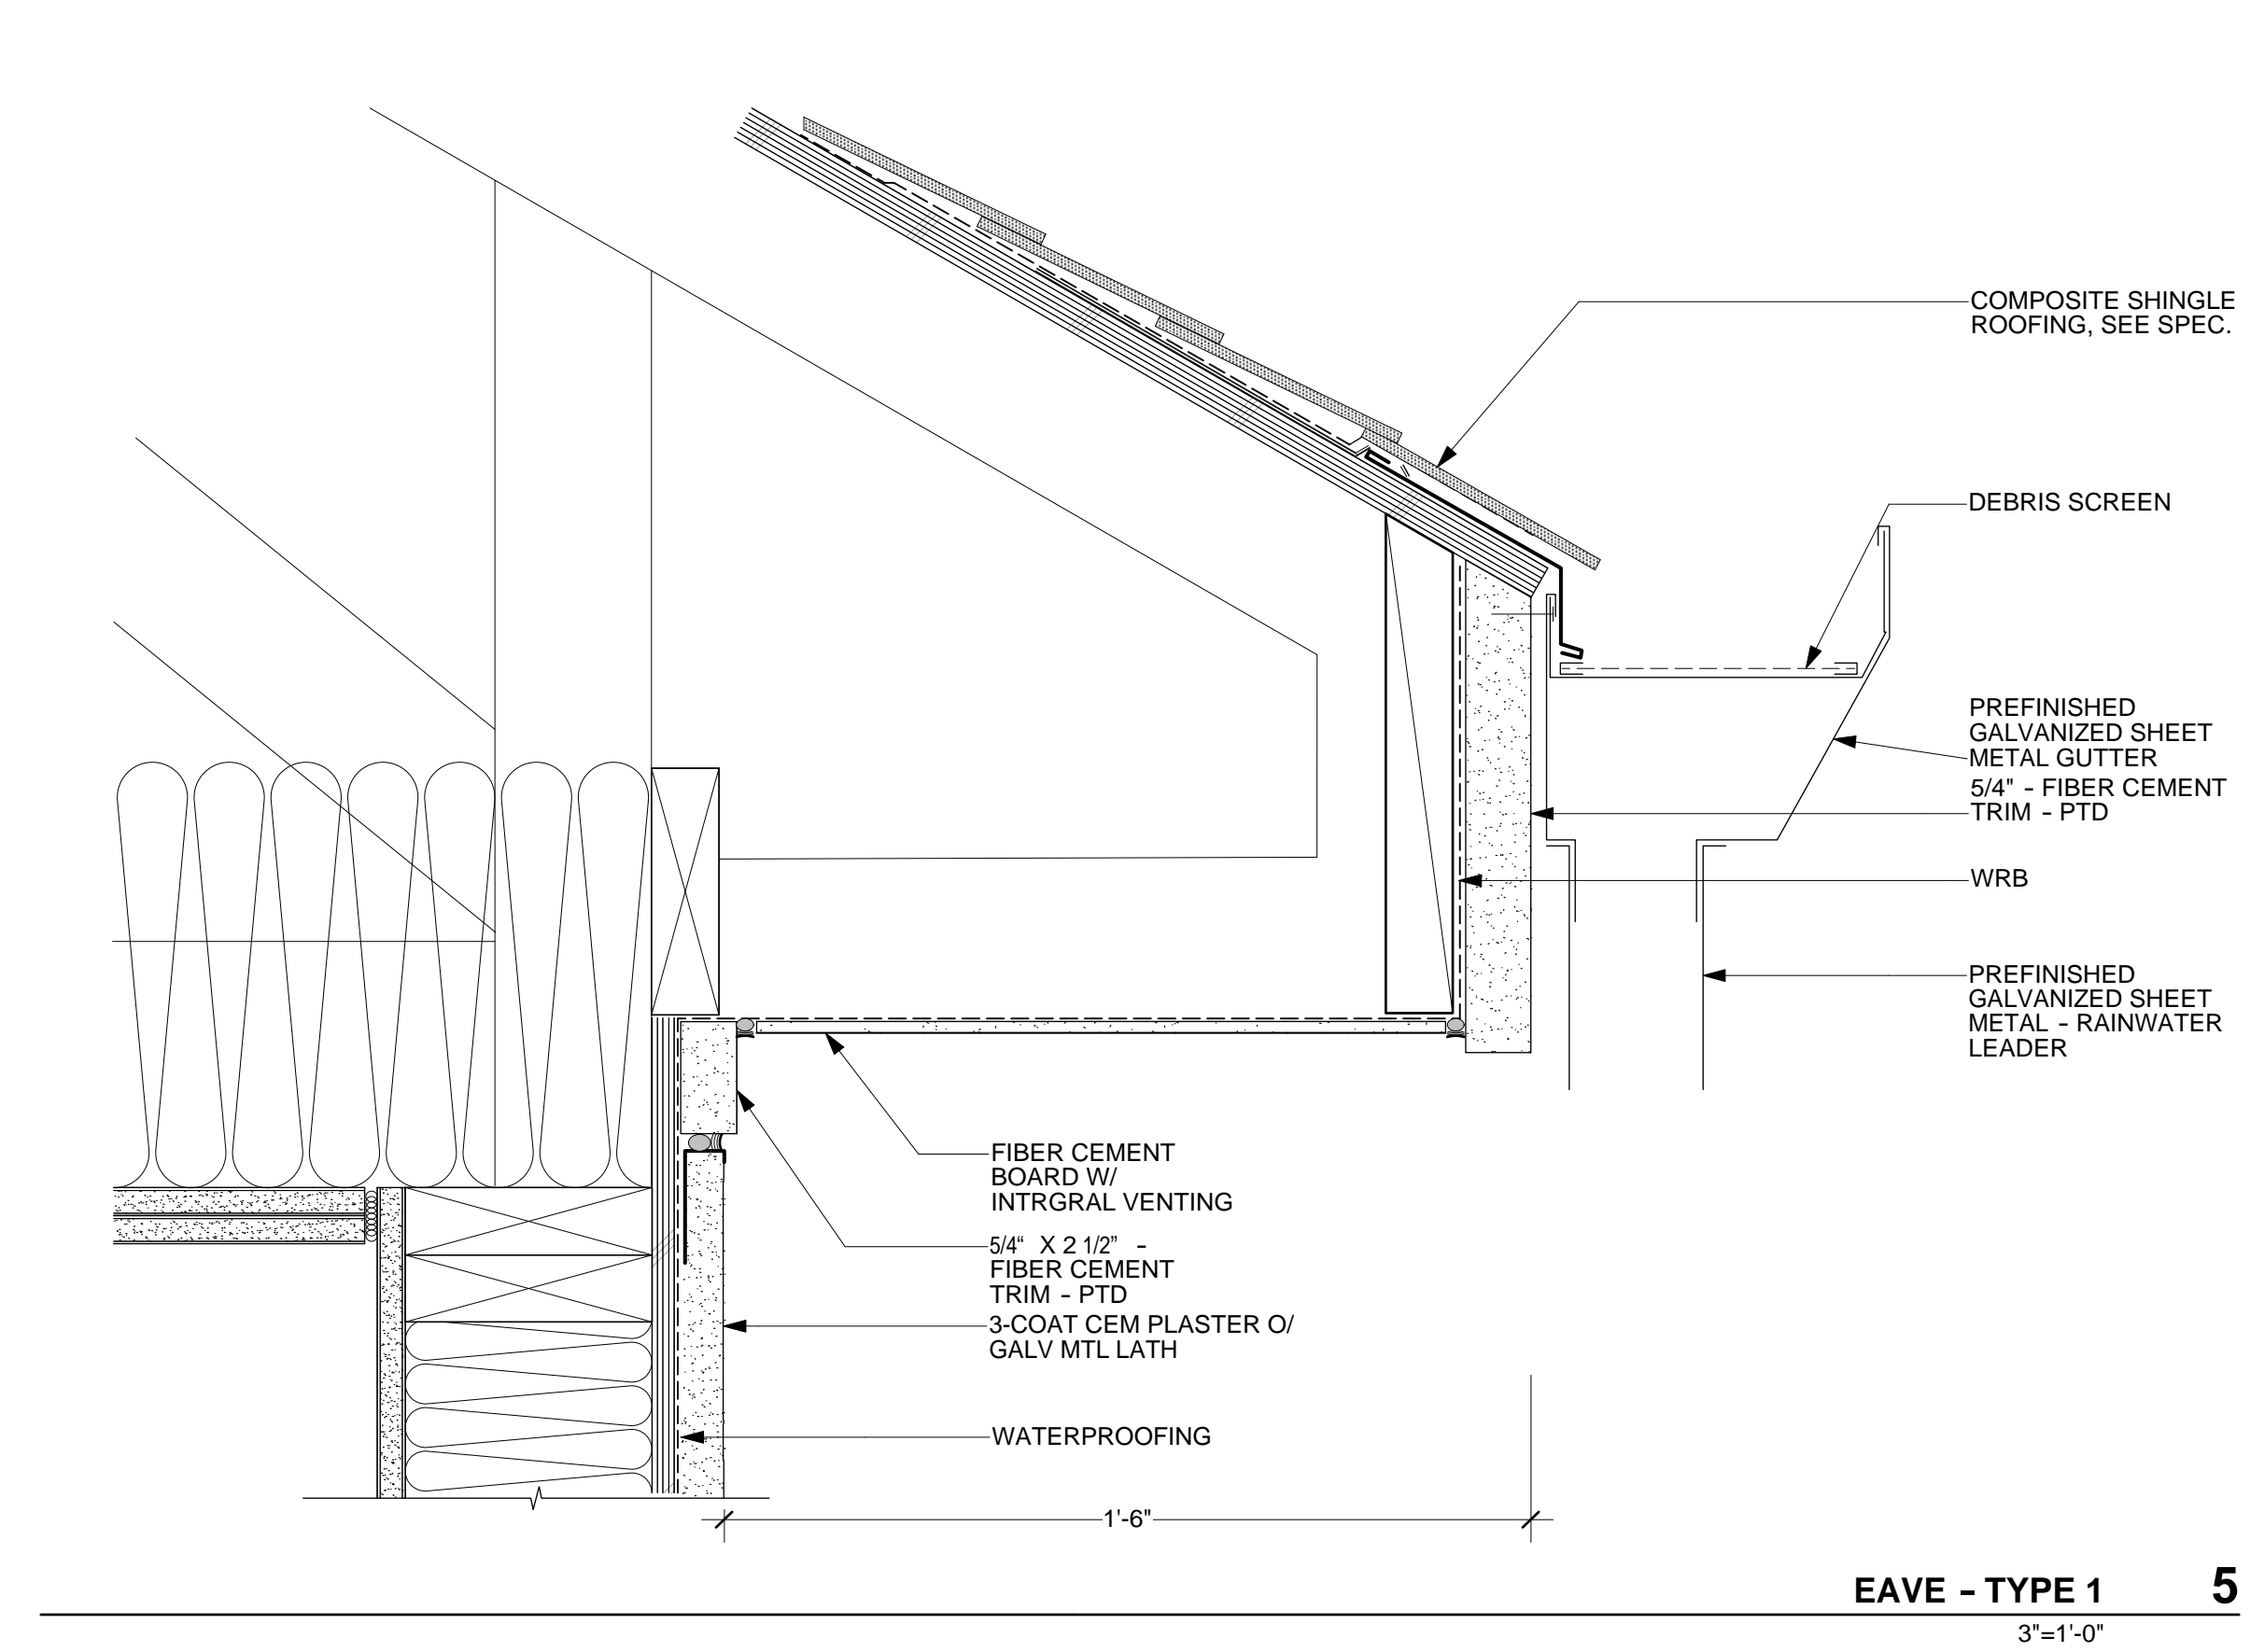 COMPOSITE SHINGLE
ROOFING, SEE SPEC.
DEBRIS SCREEN
PREFINISHED
GALVANIZED SHEET
METAL GUTTER
5/4" - FIBER CEMENT
TRIM - PTD
WRB
PREFINISHED
GALVANIZED SHEET
METAL - RAINWATER
LEADER
FIBER CEMENT
BOARD W/
INTRGRAL VENTING
5/4“ X 2 1/2” -
FIBER CEMENT
TRIM - PTD
3-COAT CEM PLASTER O/
GALV MTL LATH
WATERPROOFING
1'-6"
EAVE - TYPE 1 5
3"=1'-0"